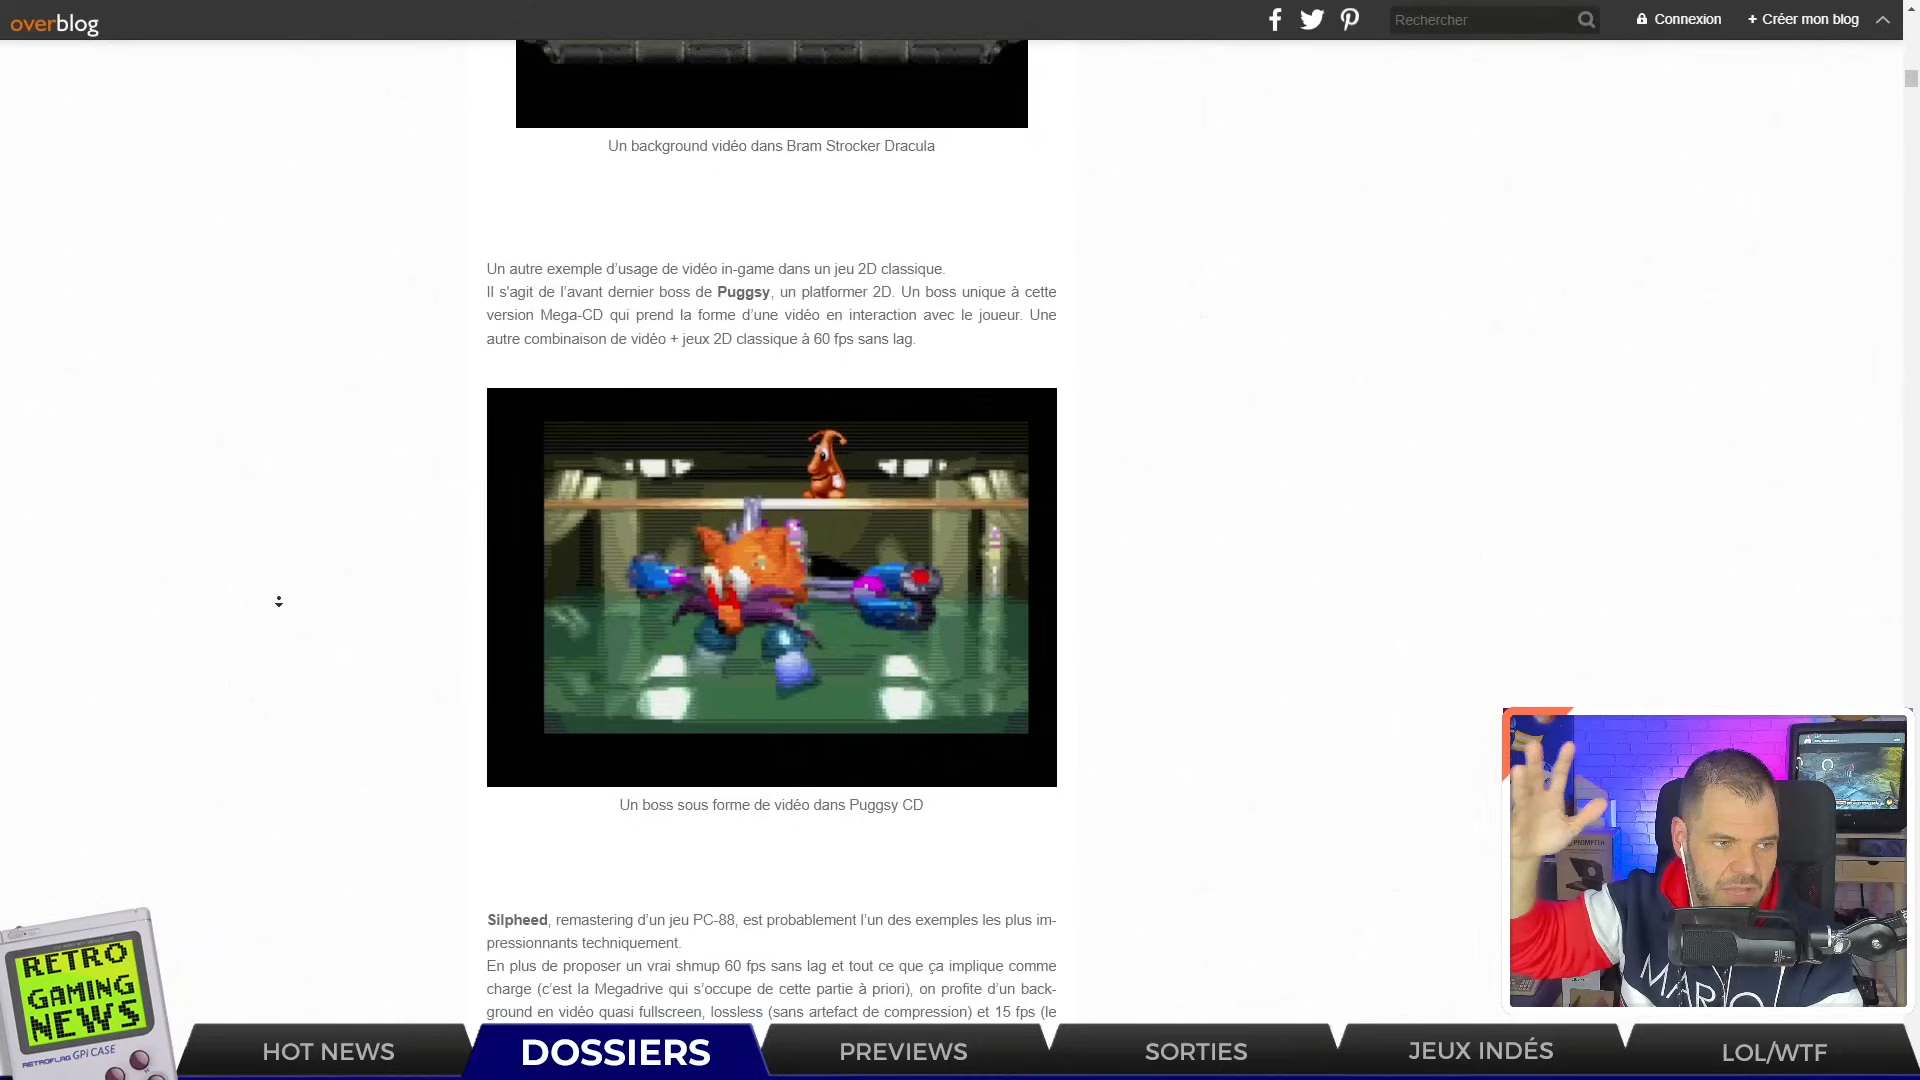 overblog
Rechercher
Connexion
+ Créer mon blog
Un background vidéo dans Bram Strocker Dracula
Un autre exemple d’usage de vidéo in-game dans un jeu 2D classique.
Il s'agit de l’avant dernier boss de Puggsy, un platformer 2D. Un boss unique à cette
version Mega-CD qui prend la forme d’une vidéo en interaction avec le joueur. Une
autre combinaison de vidéo + jeux 2D classique à 60 fps sans lag.
Un boss sous forme de vidéo dans Puggsy CD
Silpheed, remastering d’un jeu PC-88, est probablement l’un des exemples les plus im-
pressionnants techniquement.
En plus de proposer un vrai shmup 60 fps sans lag et tout ce que ça implique comme
charge (c’est la Megadrive qui s’occupe de cette partie à priori), on profite d’un back-
ground en vidéo quasi fullscreen, lossless (sans artefact de compression) et 15 fps (le
MARIO
RETRO
GAMING
NEWS
RETROFLAG GPi CASE
HOT NEWS
DOSSIERS
PREVIEWS
SORTIES
JEUX INDÉS
LOL/WTF